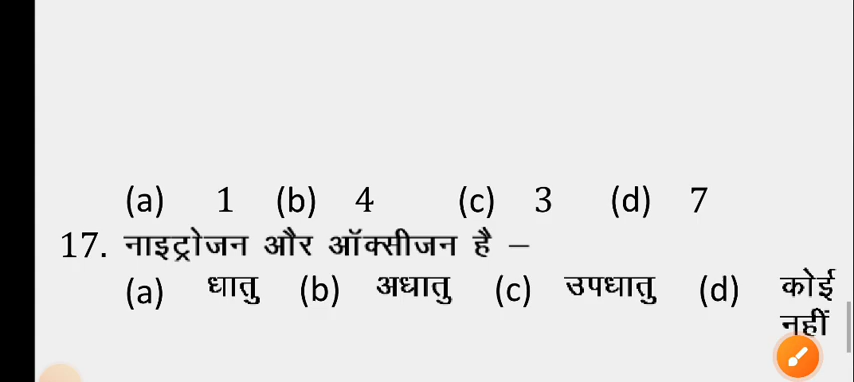 (a) 1 (b) 4 (c) 3 (d) 7
17. नाइट्रोजन और ऑक्सीजन है –
(a) धातु (b) अधातु (c) उपधातु (d) कोई
नहीं